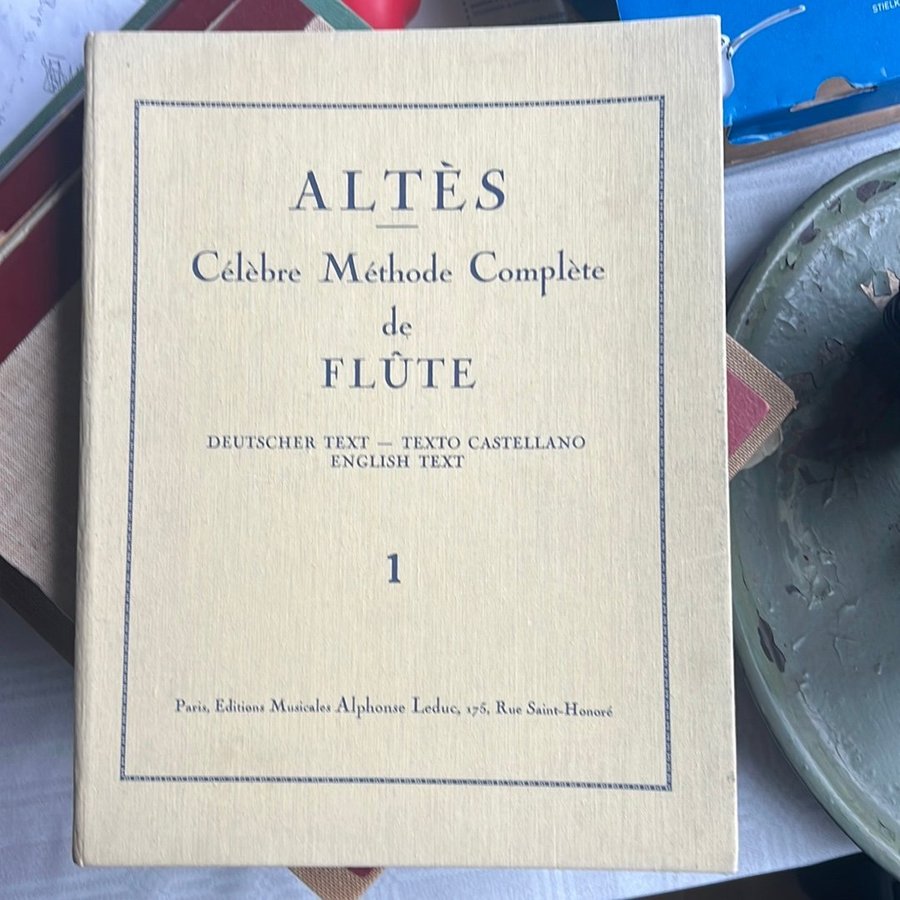 ALTÈS
Célèbre Méthode Complète
de
FLÛTE
DEUTSCHER TEXT — TEXTO CASTELLANO
ENGLISH TEXT
1
Paris, Editions Musicales Alphonse Leduc, 175, Rue Saint-Honoré